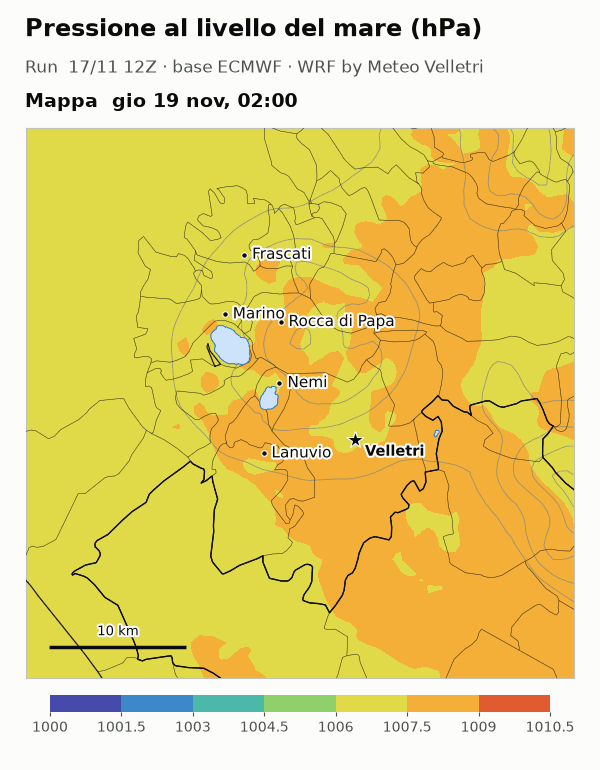 Pressione al livello del mare (hPa)
Run  17/11 12Z · base ECMWF · WRF by Meteo Velletri
Mappa  gio 19 nov, 02:00
Frascati
Marino
Rocca di Papa
Nemi
Velletri
Lanuvio
10 km
1000 1001.5 1003 1004.5 1006 1007.5 1009 1010.5